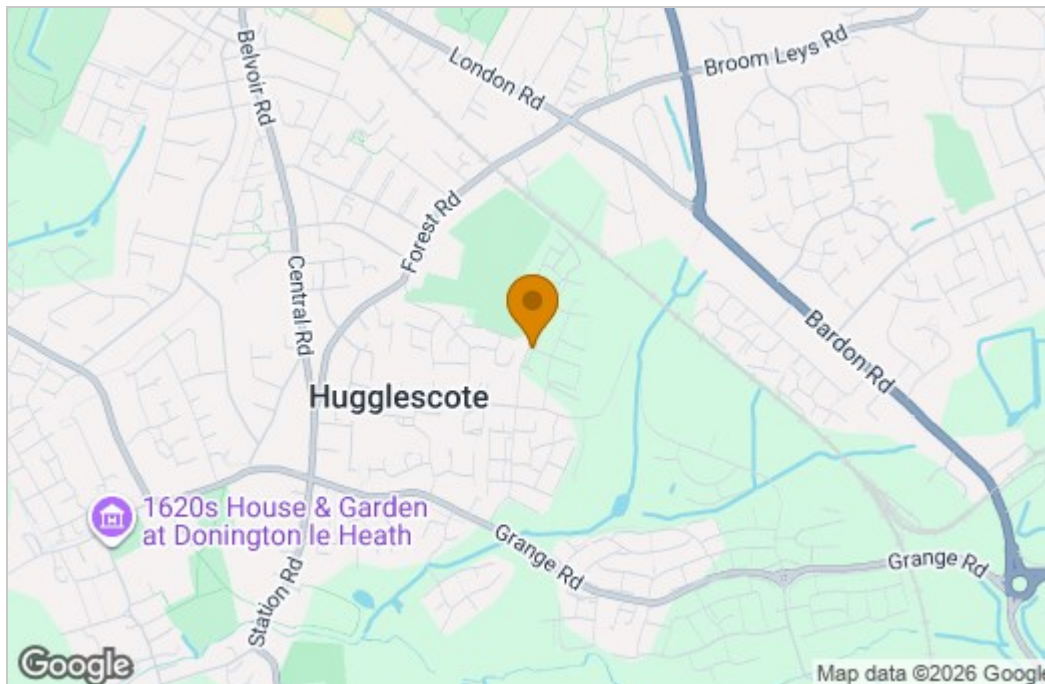 Belvoir Rd
London Rd
Broom Leys Rd
Forest Rd
Central Rd
Bardon Rd
Hugglescote
1620s House & Garden
at Donington le Heath
Grange Rd
Grange Rd
Station Rd
Google
Map data ©2026 Google